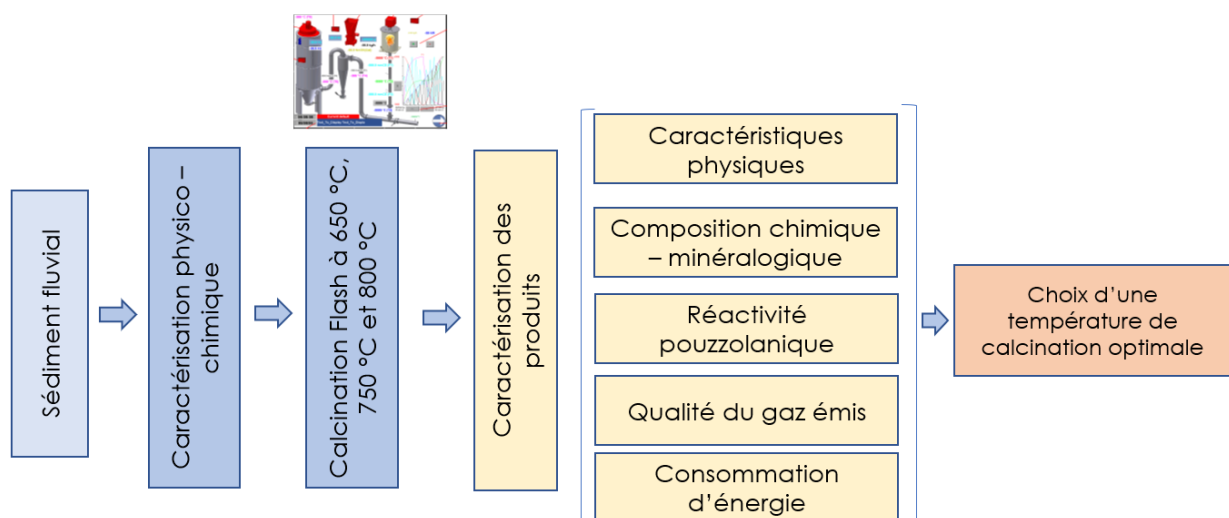 Sédiment fluvial
Caractérisation physico –
chimique
Calcination Flash à 650 °C,
750 °C et 800 °C
Caractérisation des
produits
Caractéristiques
physiques
Composition chimique
– minéralogique
Réactivité
pouzzolanique
Qualité du gaz émis
Consommation
d’énergie
Choix d’une
température de
calcination optimale